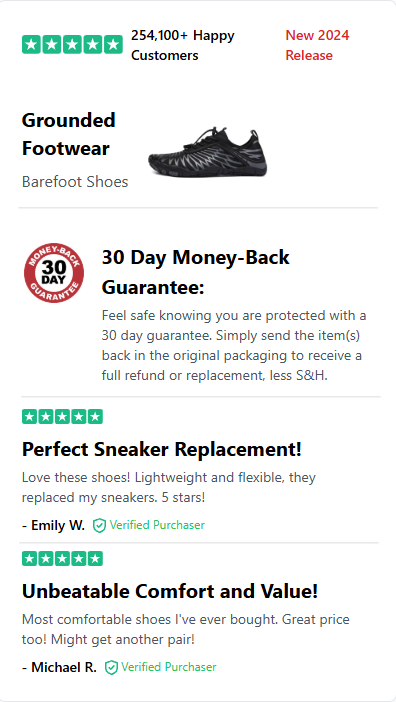 254,100+ Happy
Customers
New 2024
Release
Grounded
Footwear
Barefoot Shoes
MONEY-BACK
30
DAY
GUARANTEE
30 Day Money-Back
Guarantee:
Feel safe knowing you are protected with a
30 day guarantee. Simply send the item(s)
back in the original packaging to receive a
full refund or replacement, less S&H.
Perfect Sneaker Replacement!
Love these shoes! Lightweight and flexible, they
replaced my sneakers. 5 stars!
- Emily W. Verified Purchaser
Unbeatable Comfort and Value!
Most comfortable shoes I've ever bought. Great price
too! Might get another pair!
- Michael R. Verified Purchaser